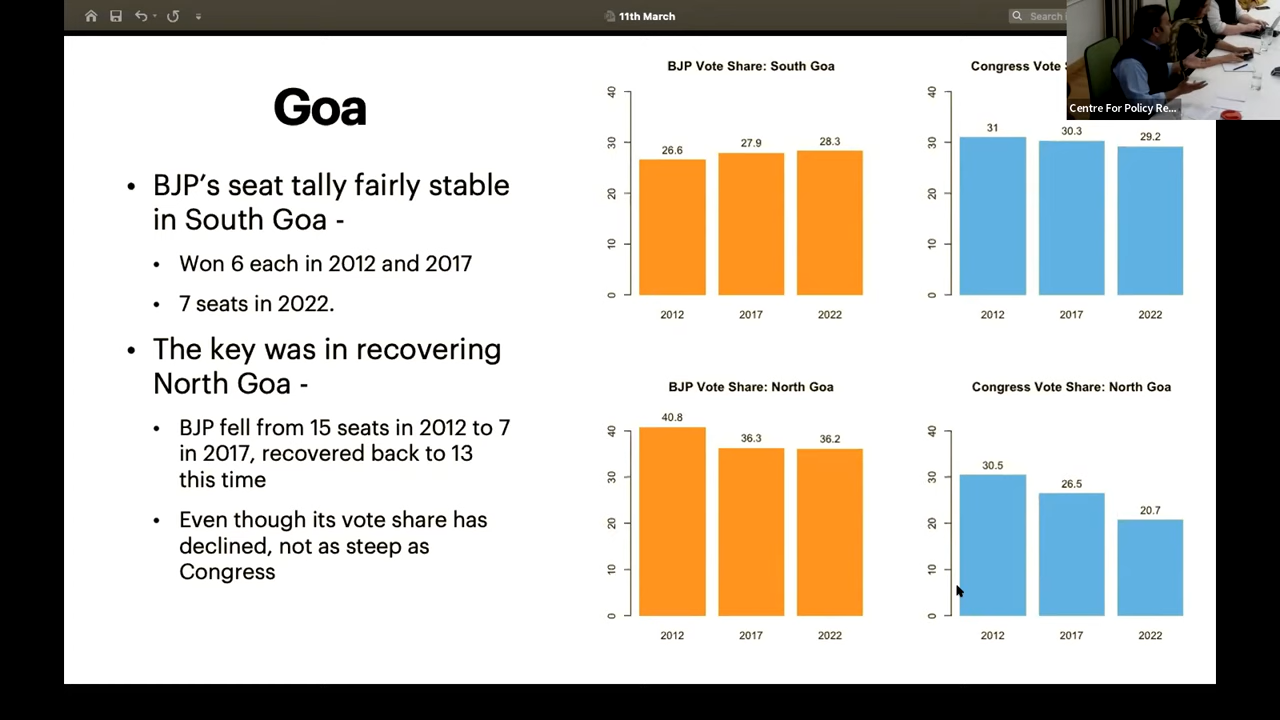 11th March
Search
Centre For Policy Re...
Goa
• BJP's seat tally fairly stable
in South Goa -
• Won 6 each in 2012 and 2017
• 7 seats in 2022.
• The key was in recovering
North Goa -
• BJP fell from 15 seats in 2012 to 7
in 2017, recovered back to 13
this time
• Even though its vote share has
declined, not as steep as
Congress
BJP Vote Share: South Goa
40
30
20
10
0
26.6
27.9
28.3
2012
2017
2022
Congress Vote
40
30
20
10
0
31
30.3
29.2
2012
2017
2022
BJP Vote Share: North Goa
40
30
20
10
0
40.8
36.3
36.2
2012
2017
2022
Congress Vote Share: North Goa
40
30
20
10
0
30.5
26.5
20.7
2012
2017
2022